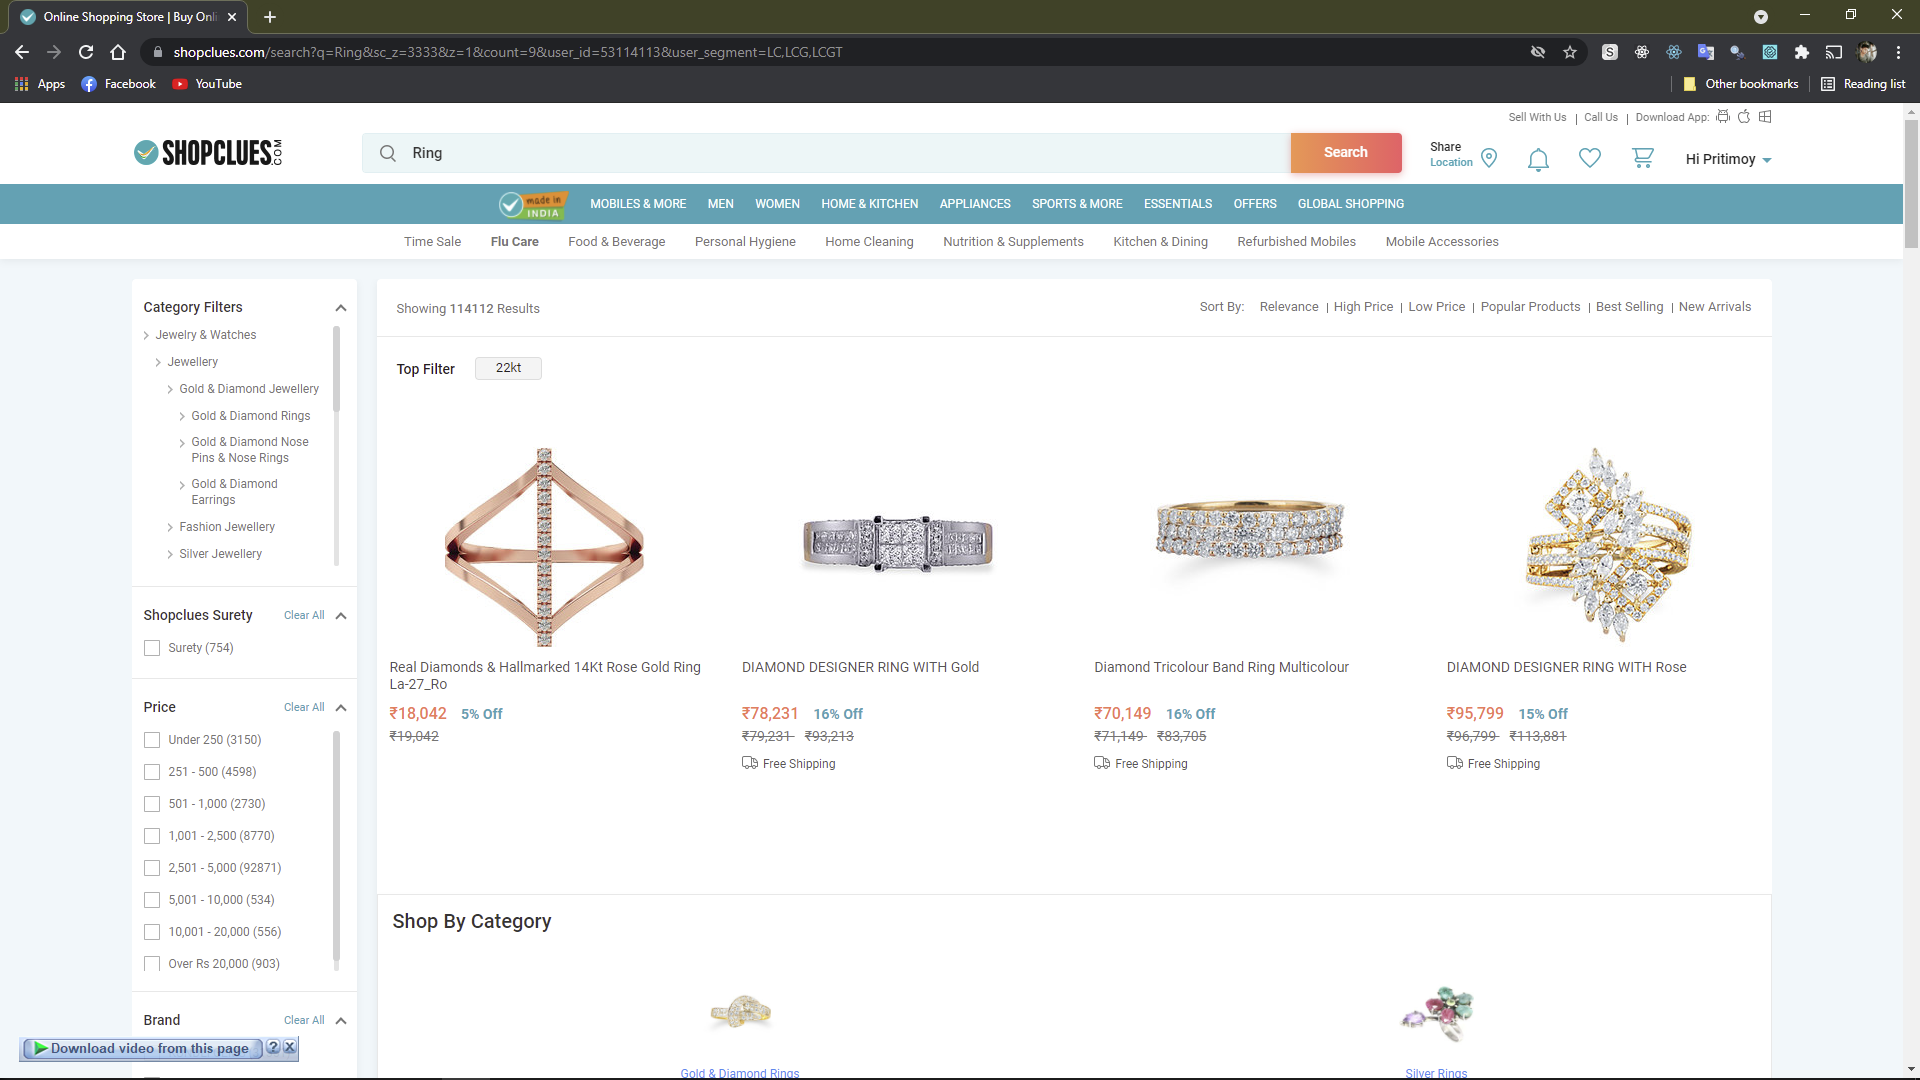 Online Shopping Store | Buy Onli
shopclues.com/search?q=Ring&sc_z=3333&z=1&count=9&user_id=53114113&user_segment=LC,LCG,LCGT
Apps Facebook YouTube Other bookmarks Reading list
Sell With Us | Call Us | Download App:
SHOPCLUES.COM
Ring
Search
Share
Location
Hi Pritimoy
made in
INDIA
MOBILES & MORE MEN WOMEN HOME & KITCHEN APPLIANCES SPORTS & MORE ESSENTIALS OFFERS GLOBAL SHOPPING
Time Sale Flu Care Food & Beverage Personal Hygiene Home Cleaning Nutrition & Supplements Kitchen & Dining Refurbished Mobiles Mobile Accessories
Category Filters
Jewelry & Watches
Jewellery
Gold & Diamond Jewellery
Gold & Diamond Rings
Gold & Diamond Nose
Pins & Nose Rings
Gold & Diamond
Earrings
Fashion Jewellery
Silver Jewellery
Shopclues Surety Clear All
Surety (754)
Price Clear All
Under 250 (3150)
251 - 500 (4598)
501 - 1,000 (2730)
1,001 - 2,500 (8770)
2,501 - 5,000 (92871)
5,001 - 10,000 (534)
10,001 - 20,000 (556)
Over Rs 20,000 (903)
Brand Clear All
Download video from this page ? X
Showing 114112 Results
Sort By: Relevance | High Price | Low Price | Popular Products | Best Selling | New Arrivals
Top Filter 22kt
Real Diamonds & Hallmarked 14Kt Rose Gold Ring
La-27_Ro
₹18,042 5% Off
₹19,042
DIAMOND DESIGNER RING WITH Gold
₹78,231 16% Off
₹79,231 ₹93,213
Free Shipping
Diamond Tricolour Band Ring Multicolour
₹70,149 16% Off
₹71,149 ₹83,705
Free Shipping
DIAMOND DESIGNER RING WITH Rose
₹95,799 15% Off
₹96,799 ₹113,881
Free Shipping
Shop By Category
Gold & Diamond Rings
Silver Rings